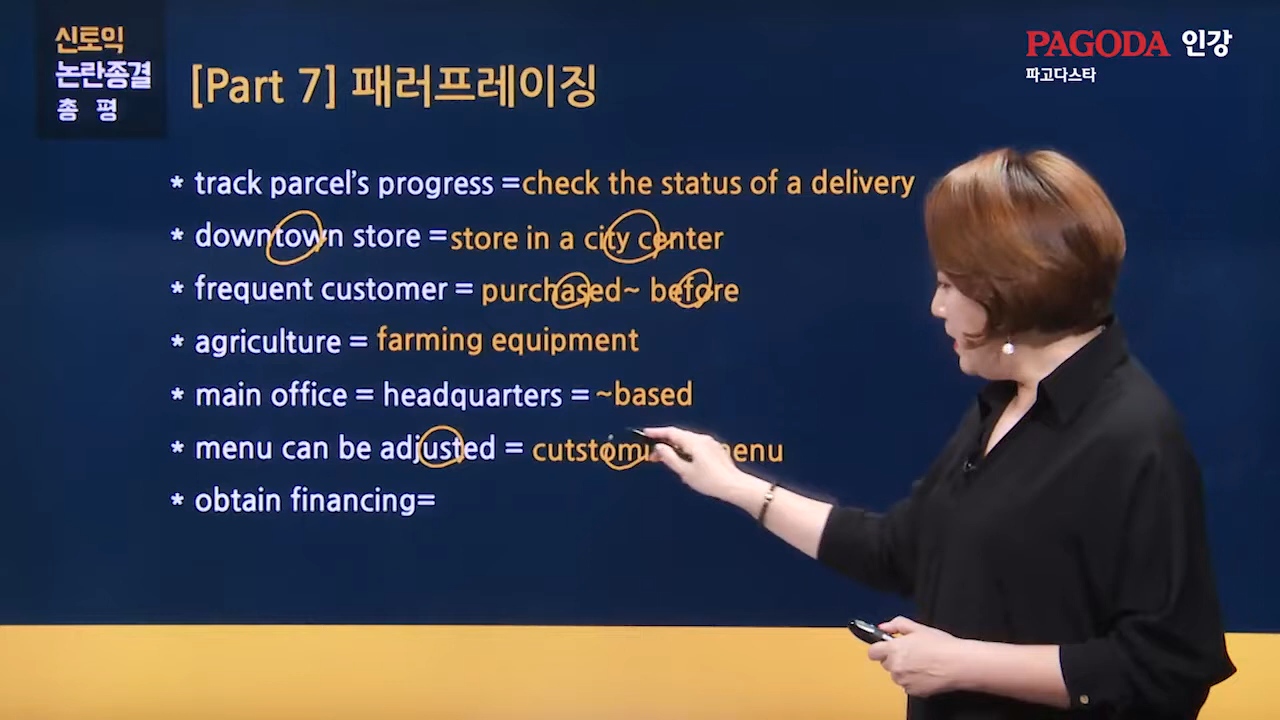 신토익
논란종결
총 평
PAGODA 인강
파고다스타
[Part 7] 패러프레이징
* track parcel's progress =check the status of a delivery
* downtown store =store in a city center
* frequent customer = purchased~ before
* agriculture = farming equipment
* main office = headquarters = ~based
* menu can be adjusted = menu
* obtain financing=